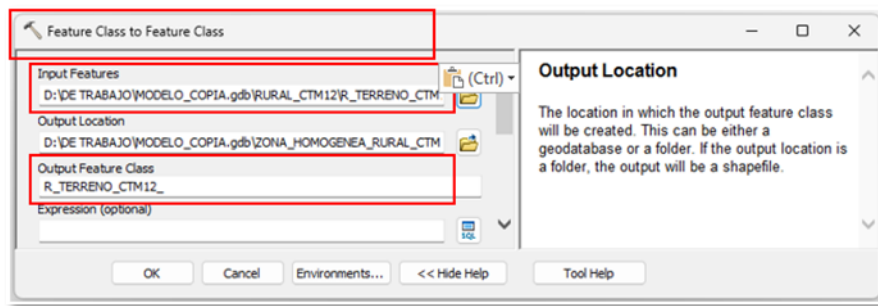 Feature Class to Feature Class
Input Features
D:\DE TRABAJO\MODELO_COPIA.gdb\RURAL_CTM12\R_TERRENO_CTM
(Ctrl)
Output Location
D:\DE TRABAJO\MODELO_COPIA.gdb\ZONA_HOMOGENEA_RURAL_CTM
Output Feature Class
R_TERRENO_CTM12_
Expression (optional)
SQL
Output Location
The location in which the output feature class
will be created. This can be either a
geodatabase or a folder. If the output location is
a folder, the output will be a shapefile.
OK
Cancel
Environments...
<< Hide Help
Tool Help